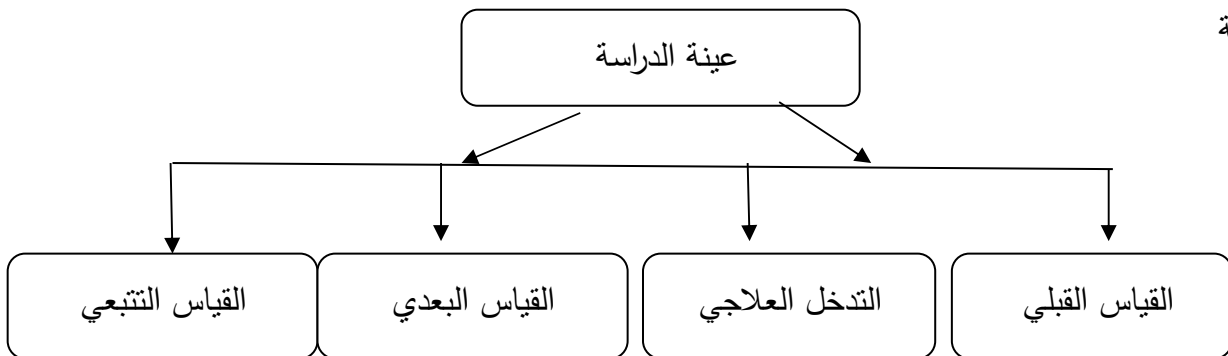 ة
عينة الدراسة
القياس القبلي
التدخل العلاجي
القياس البعدي
القياس التتبعي